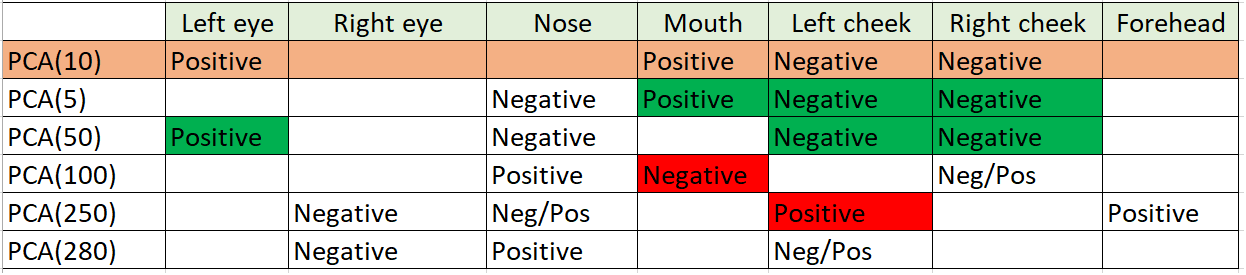 Left eye Right eye Nose Mouth Left cheek Right cheek Forehead
PCA(10) Positive Positive Negative Negative
PCA(5) Negative Positive Negative Negative
PCA(50) Positive Negative Negative Negative
PCA(100) Positive Negative Neg/Pos
PCA(250) Negative Neg/Pos Positive Positive
PCA(280) Negative Positive Neg/Pos